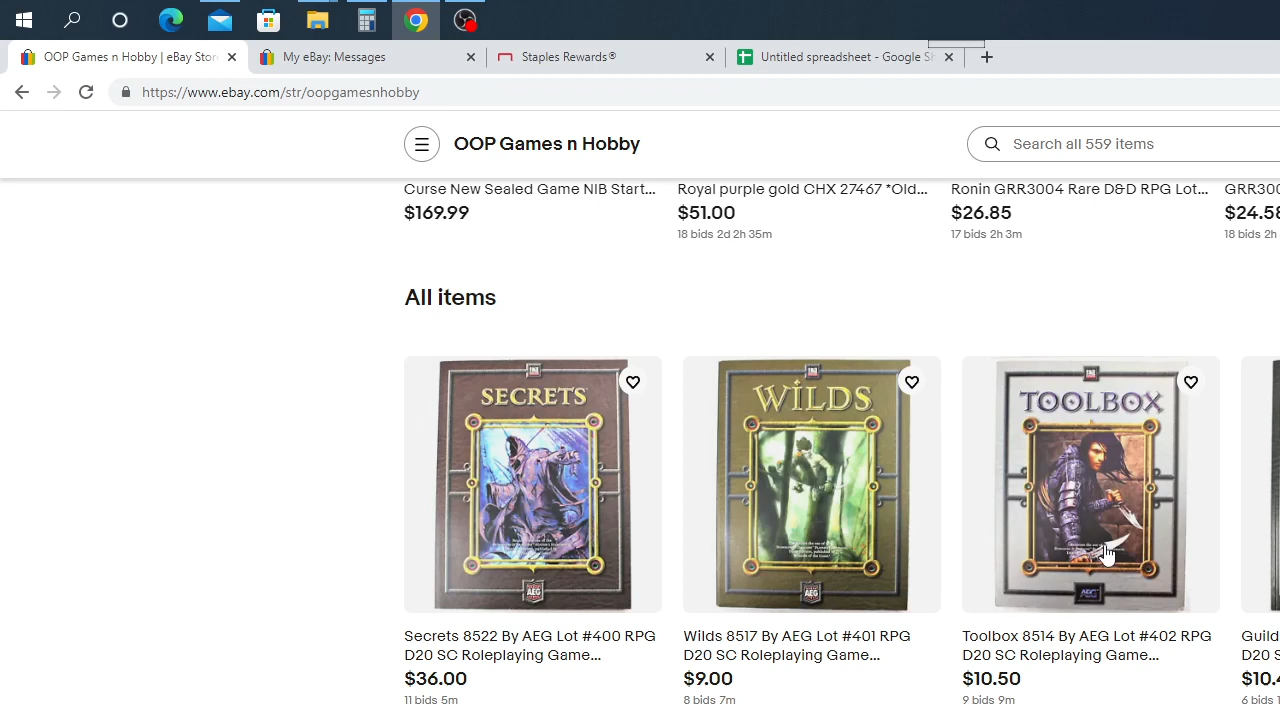 OOP Games n Hobby | eBay Stor
My eBay: Messages
Staples Rewards®
Untitled spreadsheet - Google Sh
https://www.ebay.com/str/oopgamesnhobby
OOP Games n Hobby
Search all 559 items
Curse New Sealed Game NIB Start...
$169.99
Royal purple gold CHX 27467 *Old...
$51.00
18 bids 2d 2h 35m
Ronin GRR3004 Rare D&D RPG Lot...
$26.85
17 bids 2h 3m
GRR300
$24.58
18 bids 2h
All items
SECRETS
AEG
WILDS
AEG
TOOLBOX
AEG
Secrets 8522 By AEG Lot #400 RPG
D20 SC Roleplaying Game...
$36.00
11 bids 5m
Wilds 8517 By AEG Lot #401 RPG
D20 SC Roleplaying Game...
$9.00
8 bids 7m
Toolbox 8514 By AEG Lot #402 RPG
D20 SC Roleplaying Game...
$10.50
9 bids 9m
Guild
D20 S
$10.4
6 bids 1